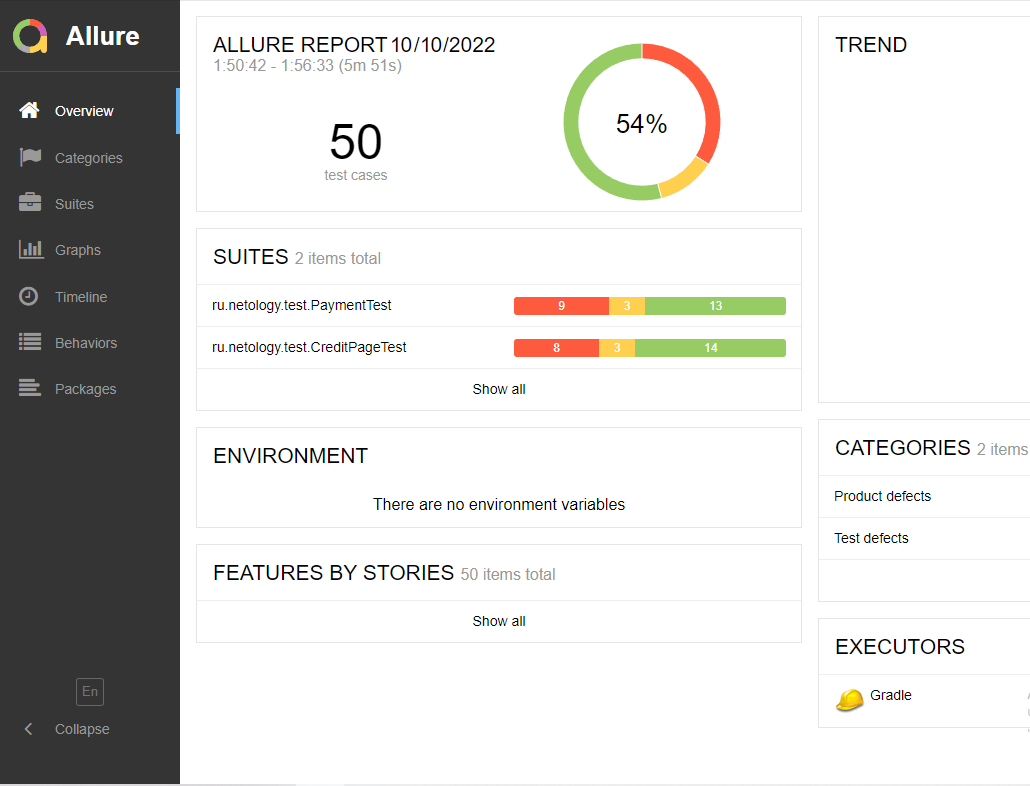 Allure
Overview
Categories
Suites
Graphs
Timeline
Behaviors
Packages
En
Collapse
ALLURE REPORT 10/10/2022
1:50:42 - 1:56:33 (5m 51s)
50
test cases
54%
SUITES 2 items total
ru.netology.test.PaymentTest 9 3 13
ru.netology.test.CreditPageTest 8 3 14
Show all
ENVIRONMENT
There are no environment variables
FEATURES BY STORIES 50 items total
Show all
TREND
CATEGORIES 2 items
Product defects
Test defects
EXECUTORS
Gradle